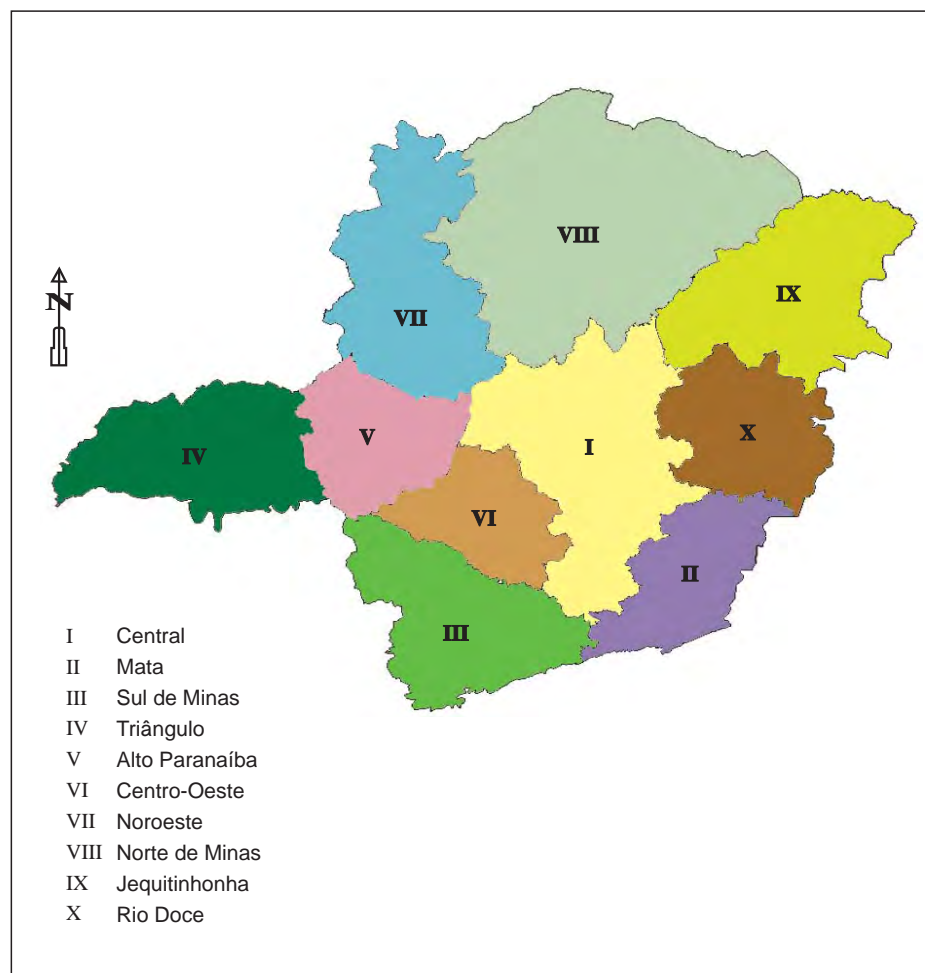 VIII
IX
N
VII
V
X
I
IV
VI
II
III
I Central
II Mata
III Sul de Minas
IV Triângulo
V Alto Paranaíba
VI Centro-Oeste
VII Noroeste
VIII Norte de Minas
IX Jequitinhonha
X Rio Doce